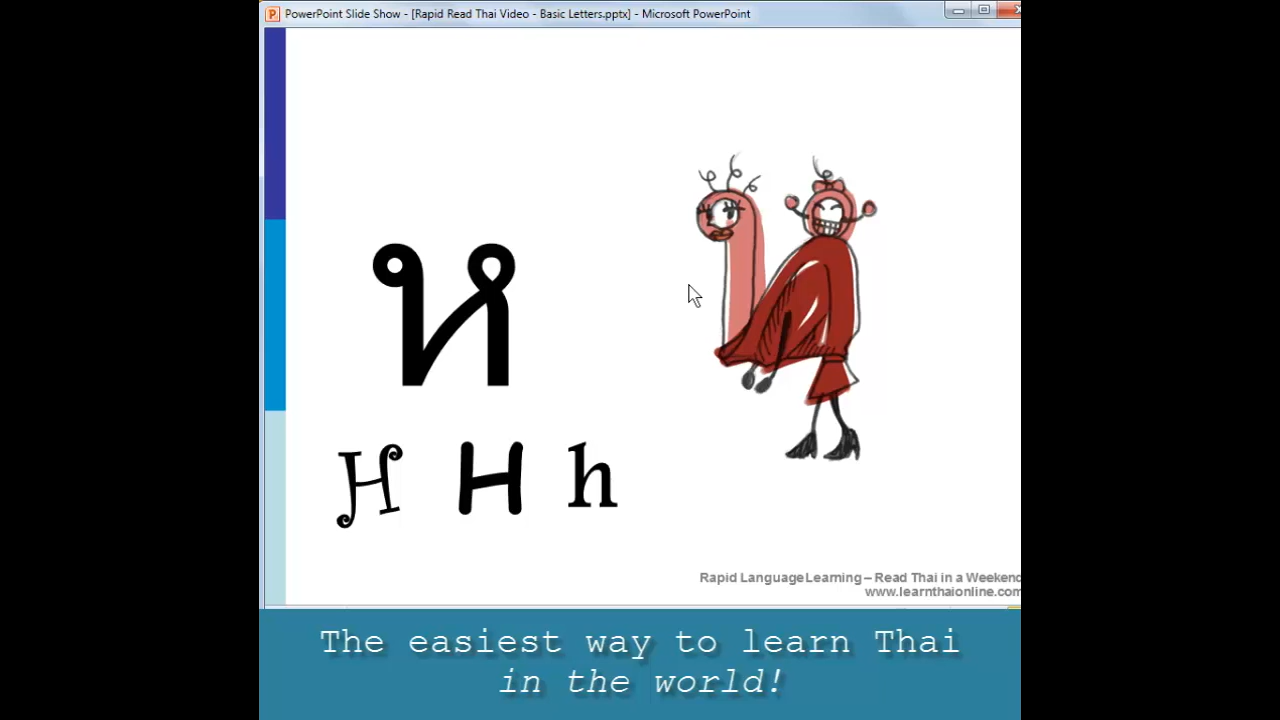 PowerPoint Slide Show - [Rapid Read Thai Video - Basic Letters.pptx] - Microsoft PowerPoint
ห
H H h
Rapid Language Learning – Read Thai in a Weekend
www.learnthaionline.com
The easiest way to learn Thai
in the world!